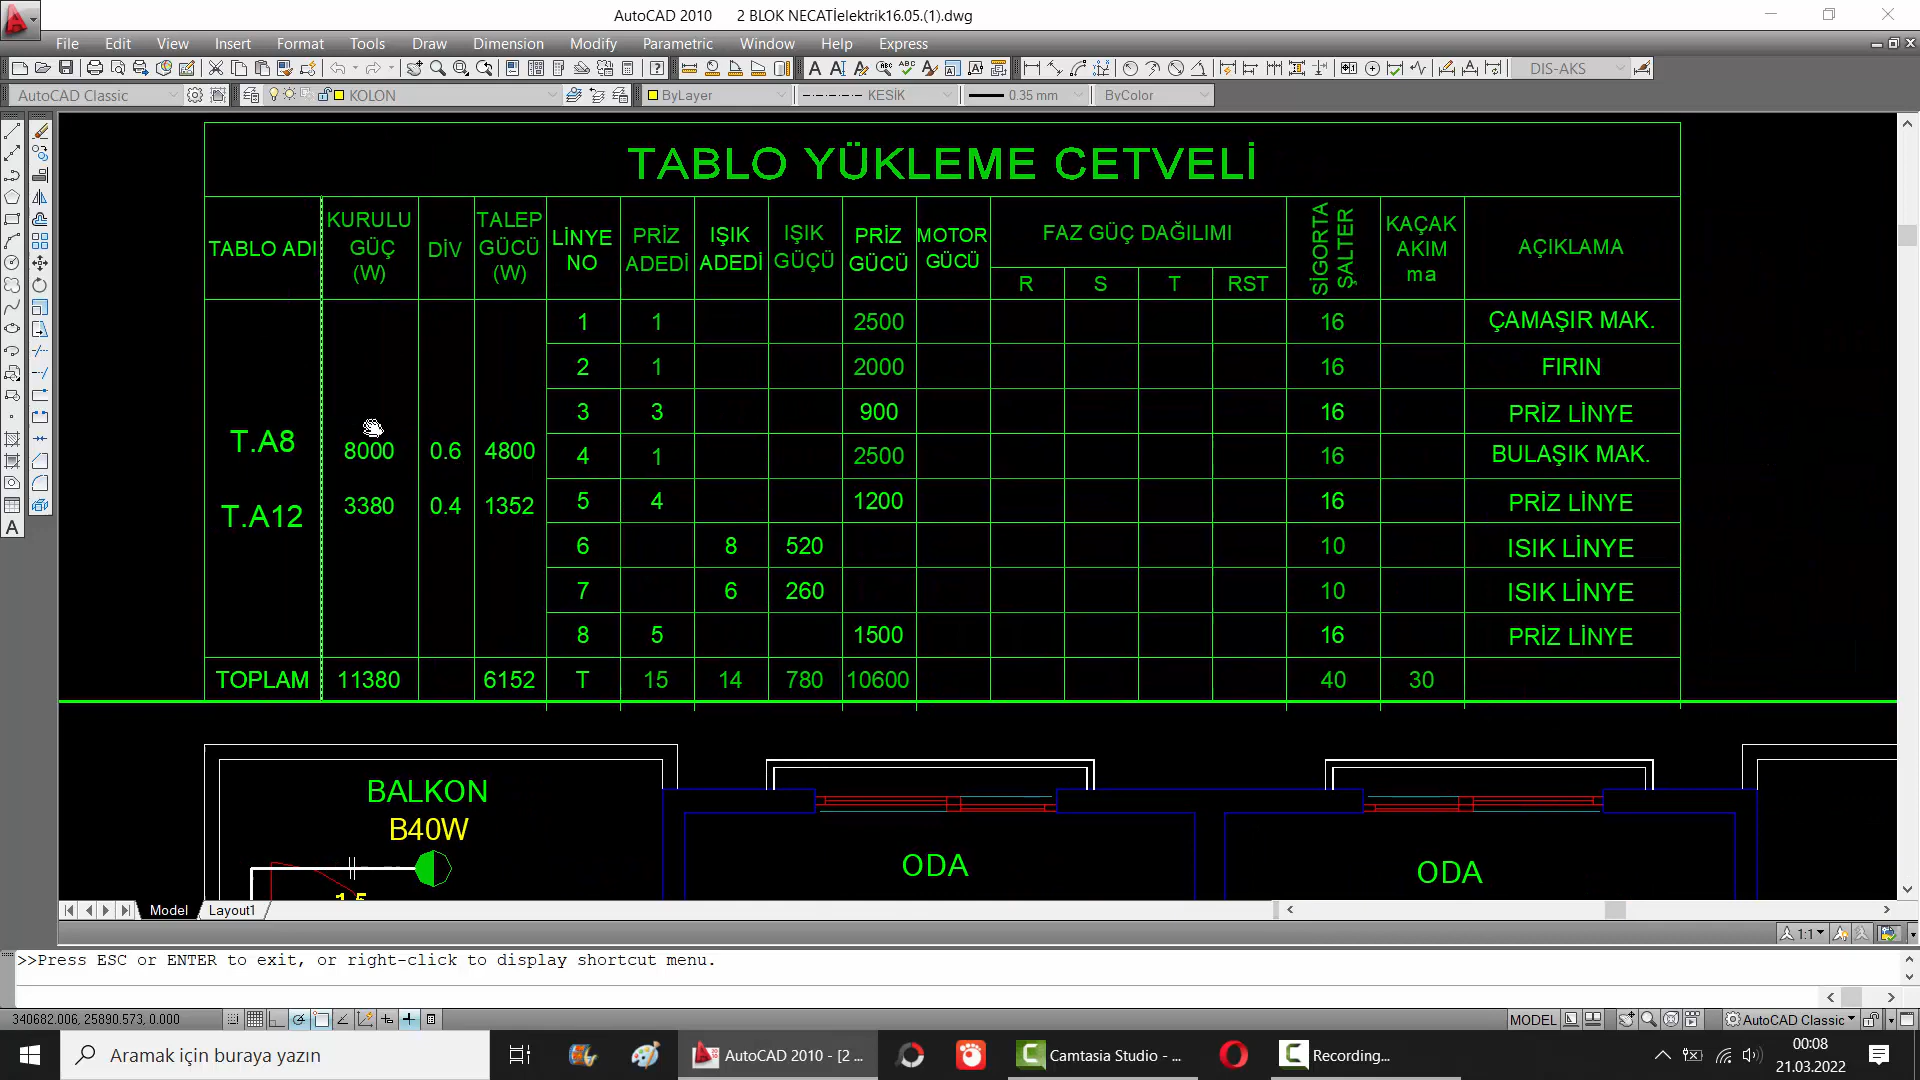 AutoCAD 2010 2 BLOK NECATİelektrik16.05.(1).dwg
File Edit View Insert Format Tools Draw Dimension Modify Parametric Window Help Express
DIS-AKS
AutoCAD Classic KOLON ByLayer KESİK 0.35 mm ByColor
TABLO YÜKLEME CETVELİ
TABLO ADI KURULU GÜÇ (W) DİV TALEP GÜCÜ (W) LİNYE NO PRİZ ADEDİ IŞIK ADEDİ IŞIK GÜÇÜ PRİZ GÜCÜ MOTOR GÜCÜ FAZ GÜÇ DAĞILIMI SİGORTA ŞALTER KAÇAK AKIM ma AÇIKLAMA
R S T RST
1 1 2500 16 ÇAMAŞIR MAK.
2 1 2000 16 FIRIN
3 3 900 16 PRİZ LİNYE
T.A8 8000 0.6 4800 4 1 2500 16 BULAŞIK MAK.
T.A12 3380 0.4 1352 5 4 1200 16 PRİZ LİNYE
6 8 520 10 ISIK LİNYE
7 6 260 10 ISIK LİNYE
8 5 1500 16 PRİZ LİNYE
TOPLAM 11380 6152 T 15 14 780 10600 40 30
BALKON
B40W
ODA
ODA
Model Layout1
1:1
>>Press ESC or ENTER to exit, or right-click to display shortcut menu.
340682.006, 25890.573, 0.000 MODEL AutoCAD Classic
Aramak için buraya yazın AutoCAD 2010 - [2 ... Camtasia Studio - ... Recording... 00:08
21.03.2022